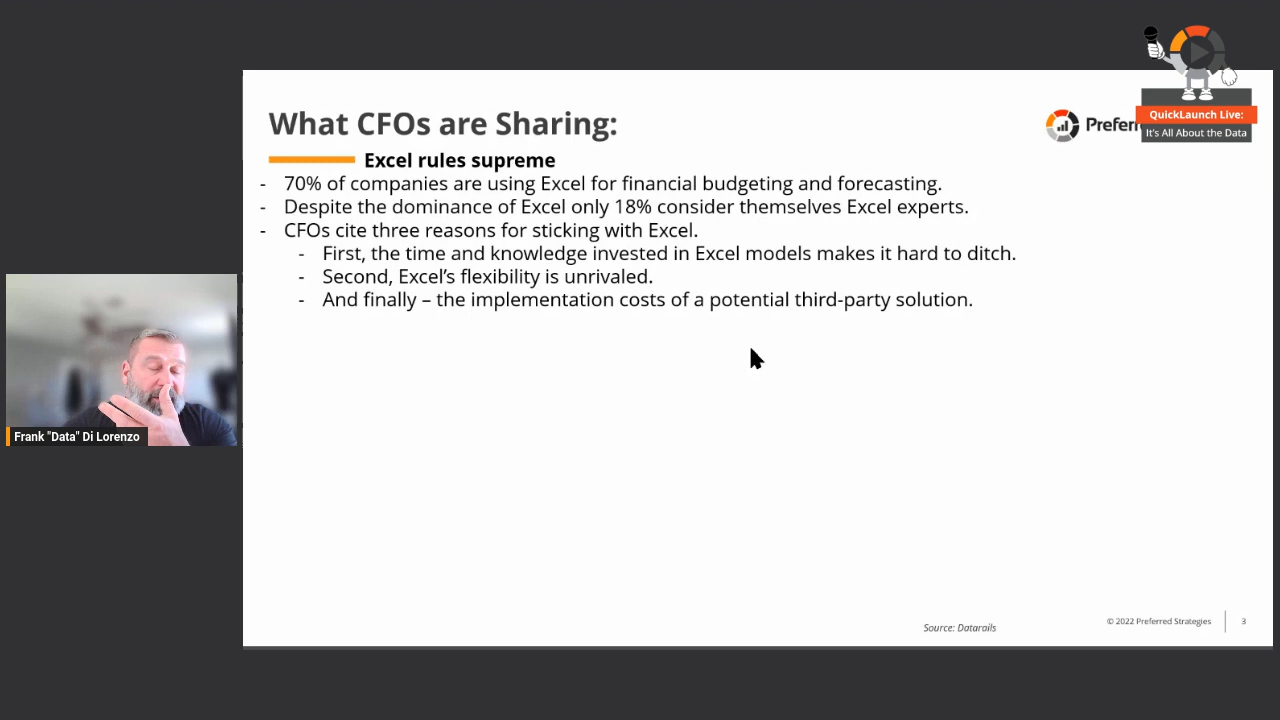 What CFOs are Sharing:
Excel rules supreme
- 70% of companies are using Excel for financial budgeting and forecasting.
- Despite the dominance of Excel only 18% consider themselves Excel experts.
- CFOs cite three reasons for sticking with Excel.
- First, the time and knowledge invested in Excel models makes it hard to ditch.
- Second, Excel’s flexibility is unrivaled.
- And finally – the implementation costs of a potential third-party solution.
QuickLaunch Live:
It's All About the Data
Frank "Data" Di Lorenzo
Source: Datarails
© 2022 Preferred Strategies
3